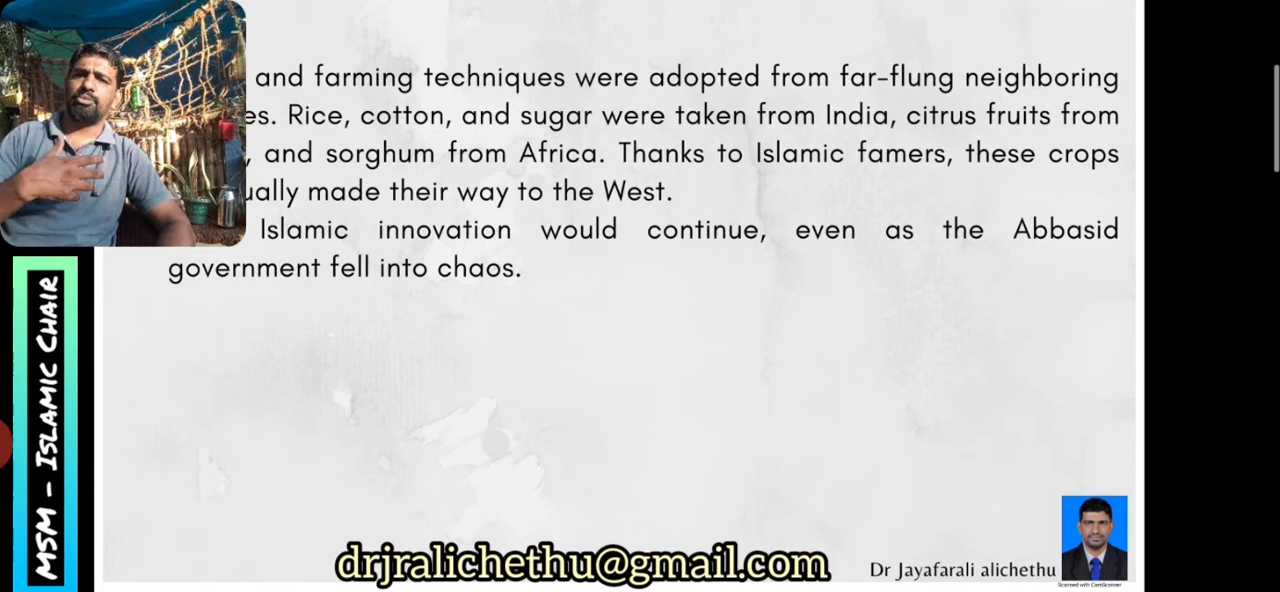 and farming techniques were adopted from far-flung neighboring
es. Rice, cotton, and sugar were taken from India, citrus fruits from
, and sorghum from Africa. Thanks to Islamic famers, these crops
ually made their way to the West.
Islamic innovation would continue, even as the Abbasid
government fell into chaos.
MSM - ISLAMIC CHAIR
drjralichethu@gmail.com
Dr Jayafarali alichethu
Scanned with CamScanner